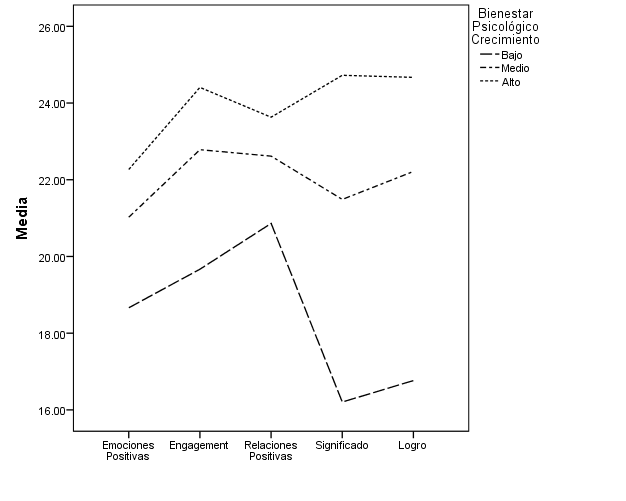 Bienestar
Psicológico
Crecimiento
Bajo
Medio
Alto
Media
26.00
24.00
22.00
20.00
18.00
16.00
Emociones
Positivas
Engagement
Relaciones
Positivas
Significado
Logro